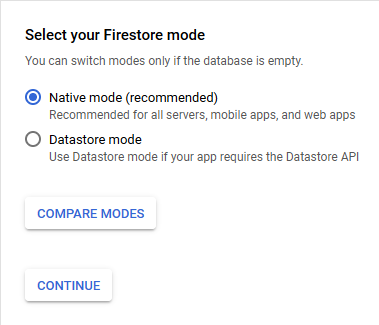 Select your Firestore mode
You can switch modes only if the database is empty.
Native mode (recommended)
Recommended for all servers, mobile apps, and web apps
Datastore mode
Use Datastore mode if your app requires the Datastore API
COMPARE MODES
CONTINUE